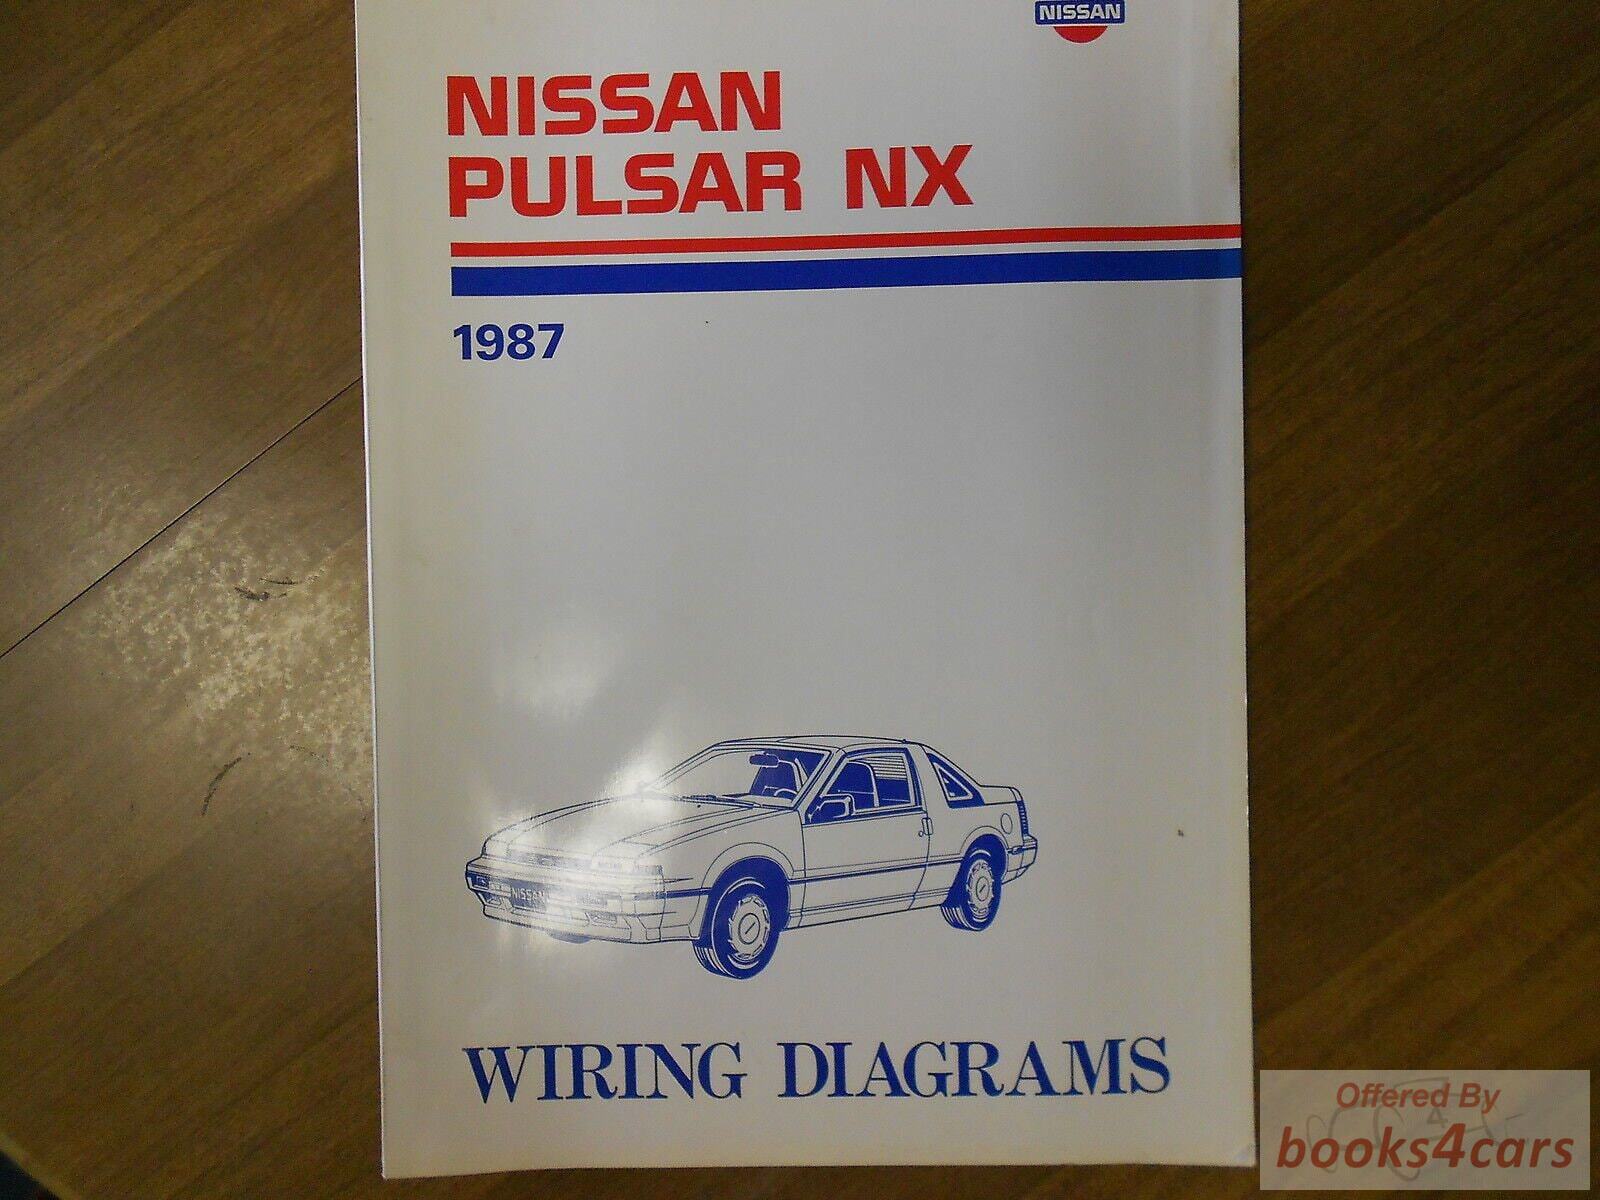 NISSAN
NISSAN
PULSAR NX
1987
NISSAN
WIRING DIAGRAMS
Offered By
books4cars